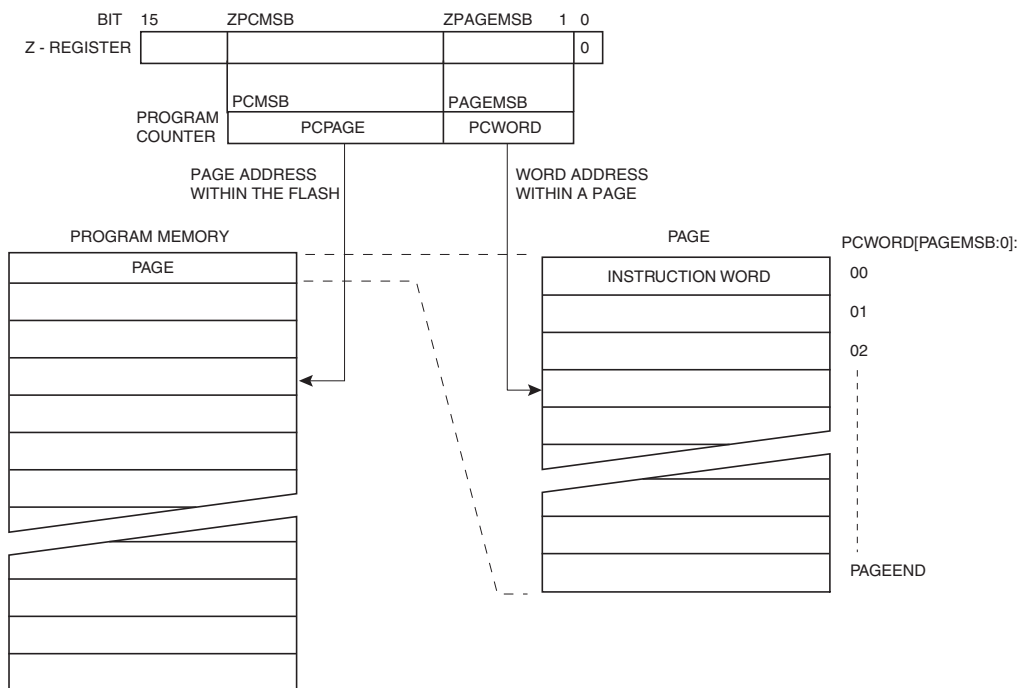 BIT 15 ZPCMSB ZPAGEMSB 1 0
Z - REGISTER 0
PCMSB PAGEMSB
PROGRAM
COUNTER
PCPAGE PCWORD
PAGE ADDRESS
WITHIN THE FLASH
WORD ADDRESS
WITHIN A PAGE
PROGRAM MEMORY
PAGE
PAGE
PCWORD[PAGEMSB:0]:
INSTRUCTION WORD 00
01
02
PAGEEND